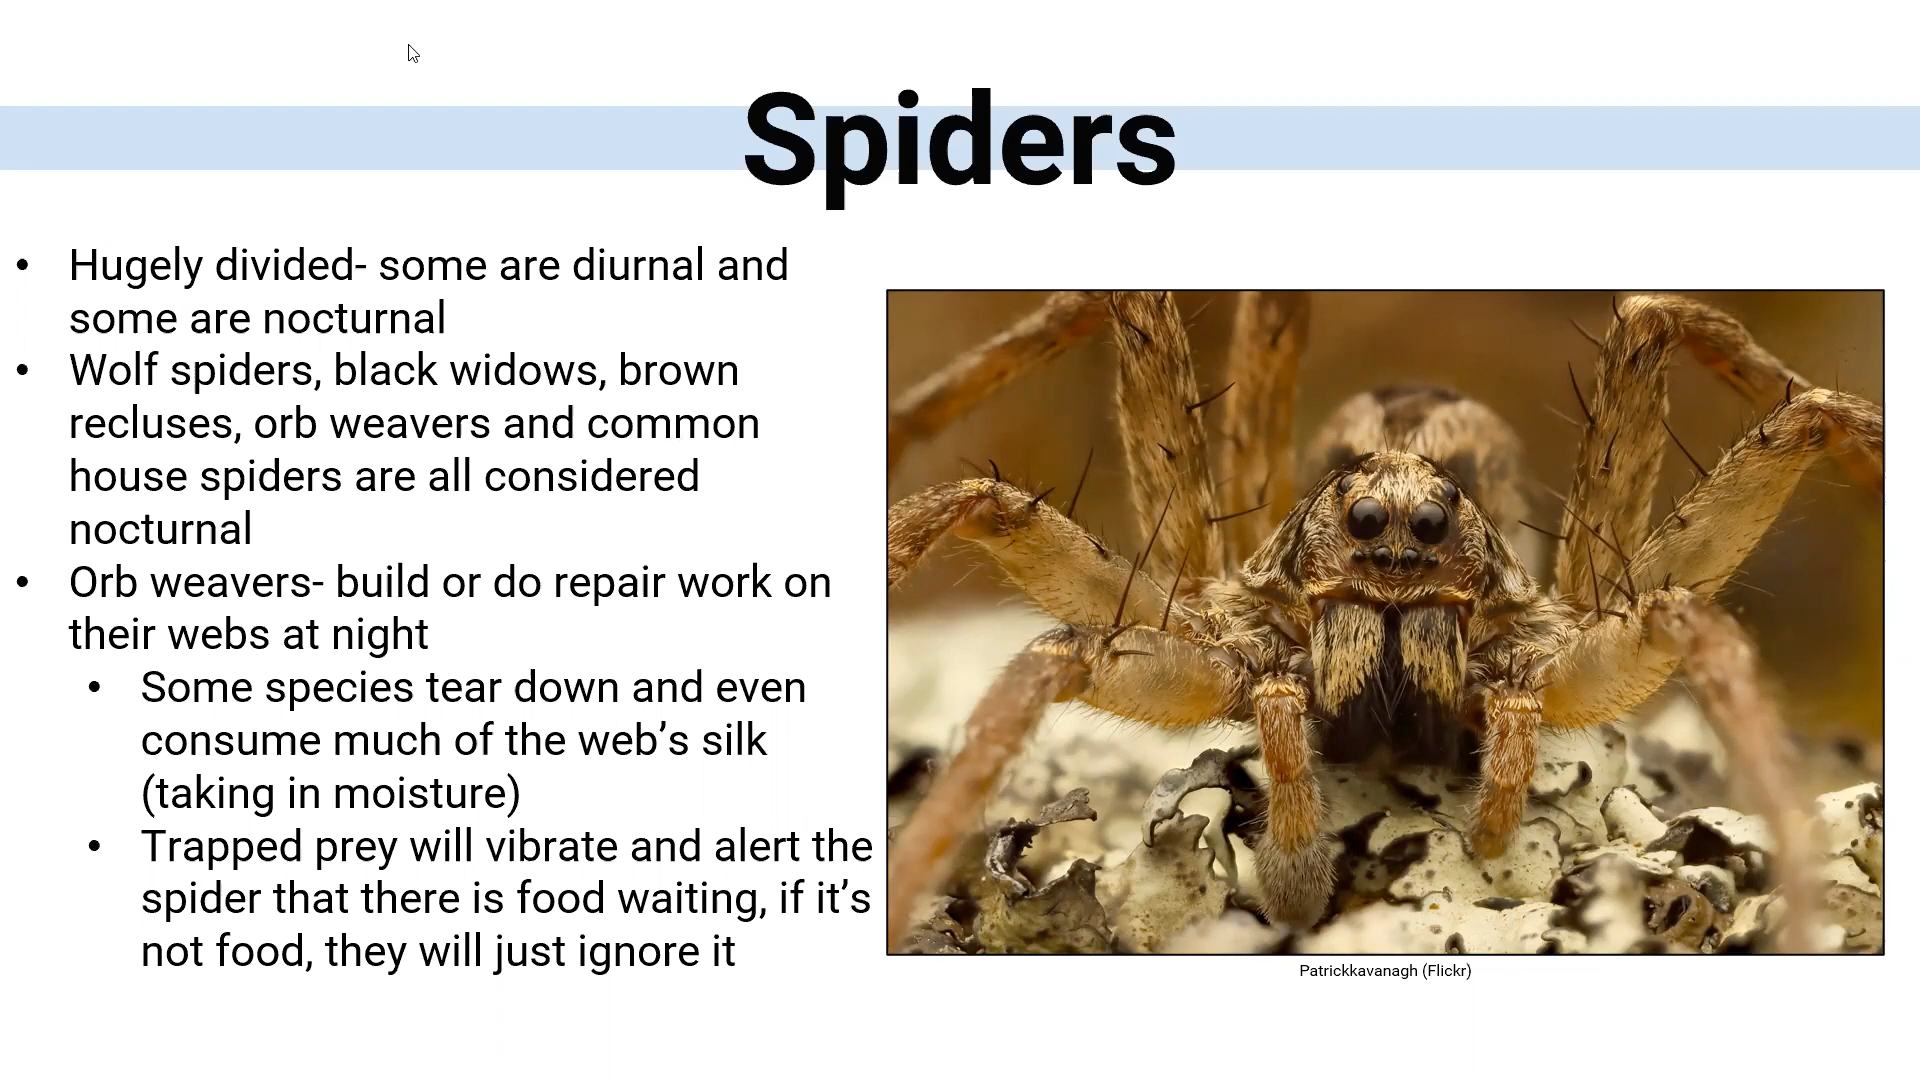 Spiders
• Hugely divided- some are diurnal and
some are nocturnal
• Wolf spiders, black widows, brown
recluses, orb weavers and common
house spiders are all considered
nocturnal
• Orb weavers- build or do repair work on
their webs at night
• Some species tear down and even
consume much of the web’s silk
(taking in moisture)
• Trapped prey will vibrate and alert the
spider that there is food waiting, if it’s
not food, they will just ignore it
Patrickkavanagh (Flickr)